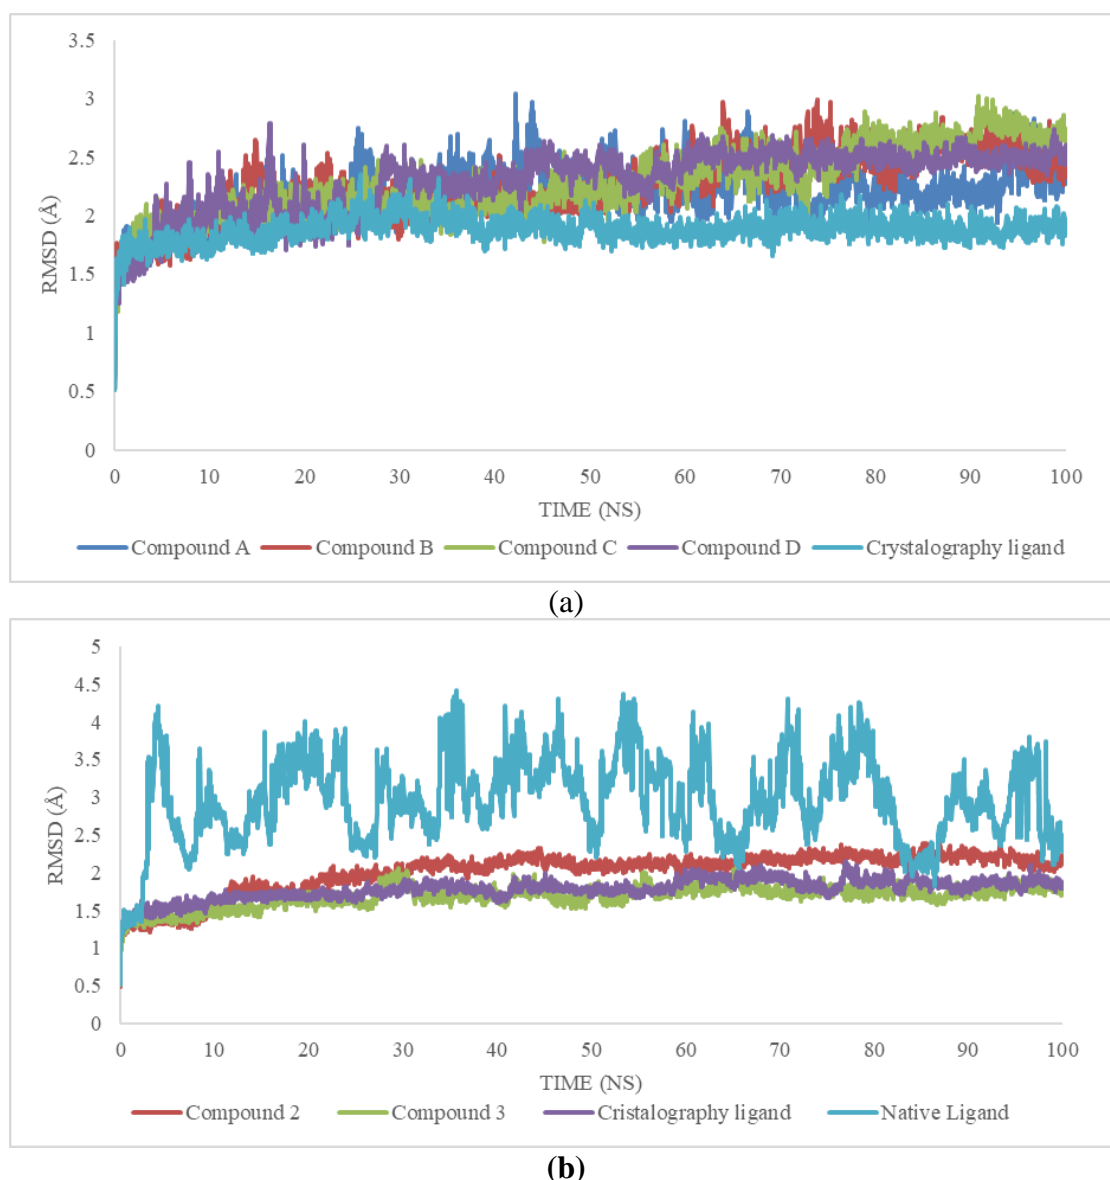 3.5
3
2.5
2
1.5
1
0.5
0
RMSD (Å)
0 10 20 30 40 50 60 70 80 90 100
TIME (NS)
Compound A Compound B Compound C Compound D Crystalography ligand
(a)
5
4.5
4
3.5
3
2.5
2
1.5
1
0.5
0
RMSD (Å)
0 10 20 30 40 50 60 70 80 90 100
TIME (NS)
Compound 2 Compound 3 Cristalography ligand Native Ligand
(b)